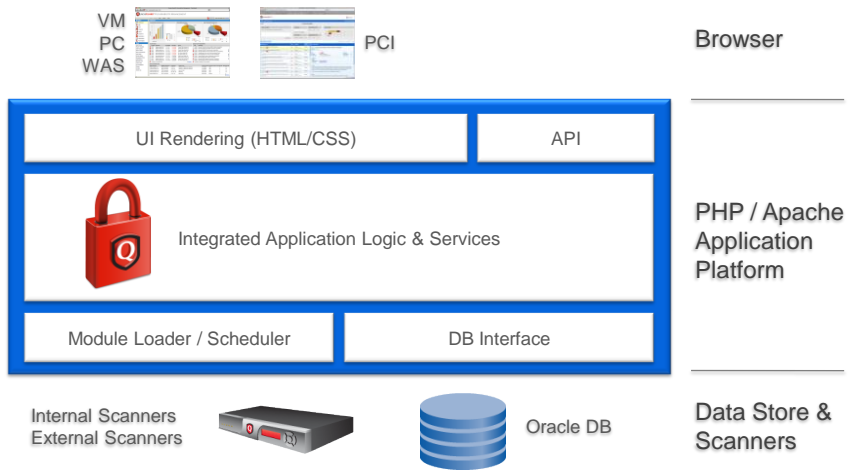 VM
PC
WAS
PCI
Browser
UI Rendering (HTML/CSS)
API
Q
Integrated Application Logic & Services
PHP / Apache
Application
Platform
Module Loader / Scheduler
DB Interface
Internal Scanners
External Scanners
Oracle DB
Data Store &
Scanners